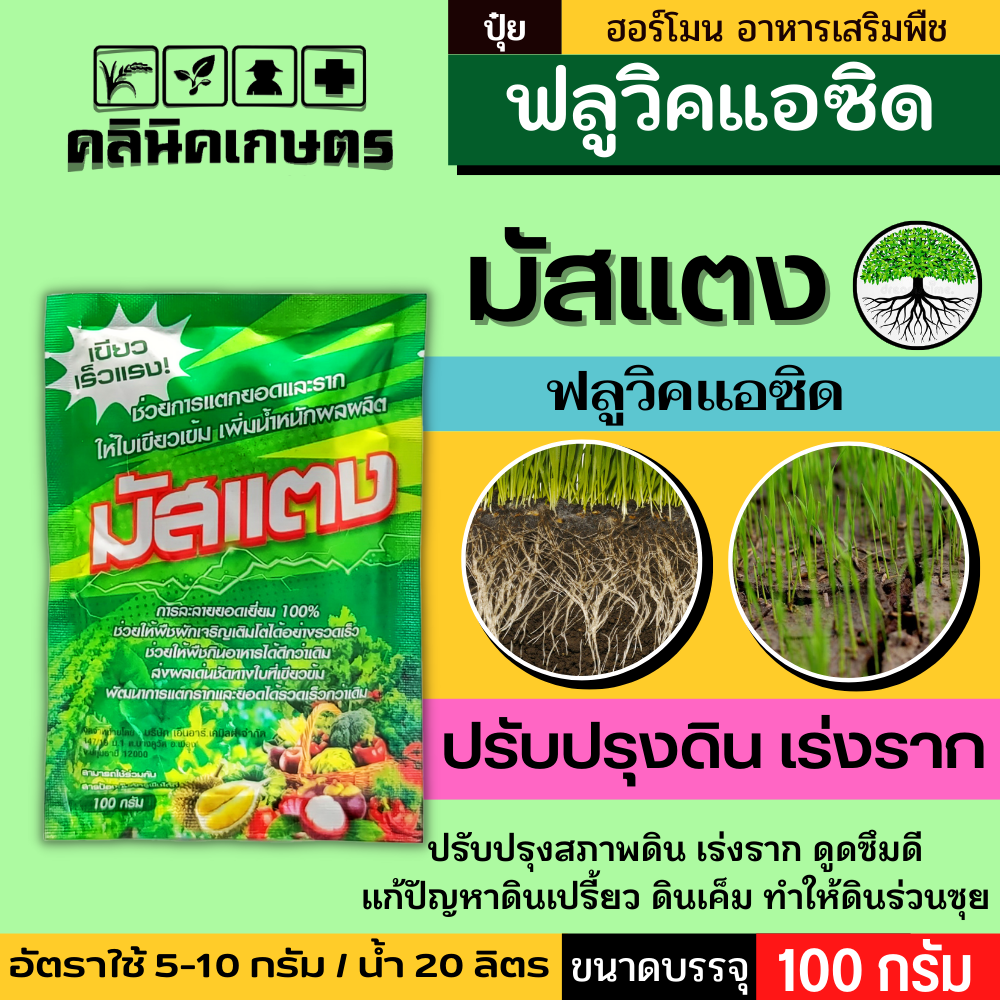 ปุ๋ย
ฮอร์โมน อาหารเสริมพืช
ฟลูวิคแอซิด
คลินิคเกษตร
มัสแตง
ฟลูวิคแอซิด
เขียว
เร็วแรง!
ช่วยการแตกยอดและราก
ให้ใบเขียวเข้ม เพิ่มน้ำหนักผลผลิต
มัสแตง
การละลายยอดเยี่ยม 100%
ช่วยให้พืชผักเจริญเติบโตได้อย่างรวดเร็ว
ช่วยให้พืชกินอาหารได้ดีกว่าเดิม
ส่งผลเด่นชัดทางใบที่เขียวเข้ม
พัฒนาการแตกรากและยอดได้รวดเร็วกว่าเดิม
สามารถใช้ร่วมกับ
100 กรัม
ปรับปรุงดิน เร่งราก
ปรับปรุงสภาพดิน เร่งราก ดูดซึมดี
แก้ปัญหาดินเปรี้ยว ดินเค็ม ทำให้ดินร่วนซุย
อัตราใช้ 5-10 กรัม / น้ำ 20 ลิตร
ขนาดบรรจุ
100 กรัม